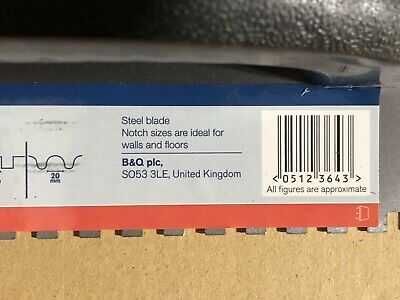 Steel blade
Notch sizes are ideal for
walls and floors
B&Q plc,
SO53 3LE, United Kingdom
20
mm
<0512 3643>
All figures are approximate